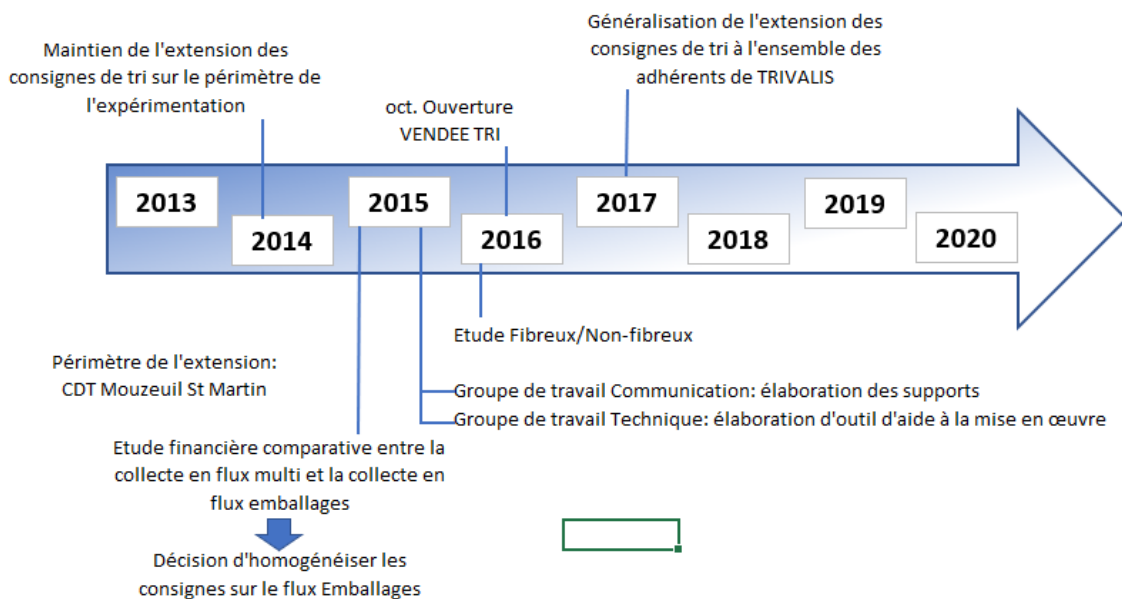 Maintien de l'extension des
consignes de tri sur le périmètre de
l'expérimentation
oct. Ouverture
VENDEE TRI
Généralisation de l'extension des
consignes de tri à l'ensemble des
adhérents de TRIVALIS
2013
2014
2015
2016
2017
2018
2019
2020
Etude Fibreux/Non-fibreux
Périmètre de l'extension:
CDT Mouzeuil St Martin
Groupe de travail Communication: élaboration des supports
Groupe de travail Technique: élaboration d'outil d'aide à la mise en œuvre
Etude financière comparative entre la
collecte en flux multi et la collecte en
flux emballages
Décision d'homogénéiser les
consignes sur le flux Emballages